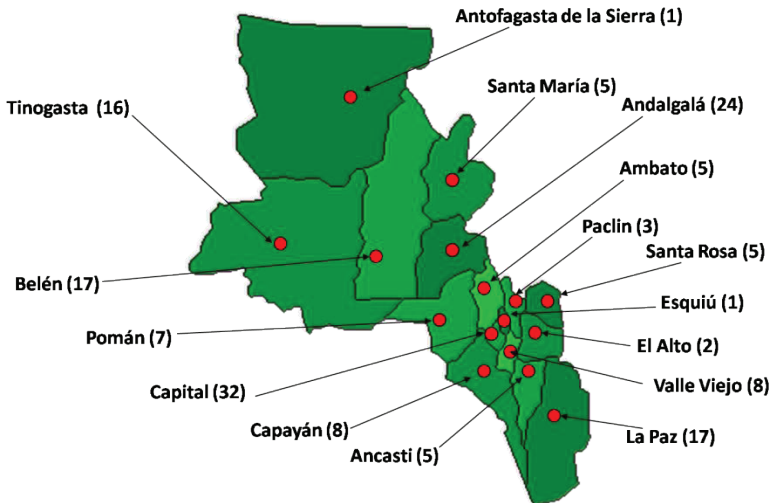 Antofagasta de la Sierra (1)
Santa María (5)
Tinogasta (16)
Andalgalá (24)
Ambato (5)
Paclin (3)
Santa Rosa (5)
Belén (17)
Esquiú (1)
Pomán (7)
El Alto (2)
Capital (32)
Valle Viejo (8)
Capayán (8)
La Paz (17)
Ancasti (5)